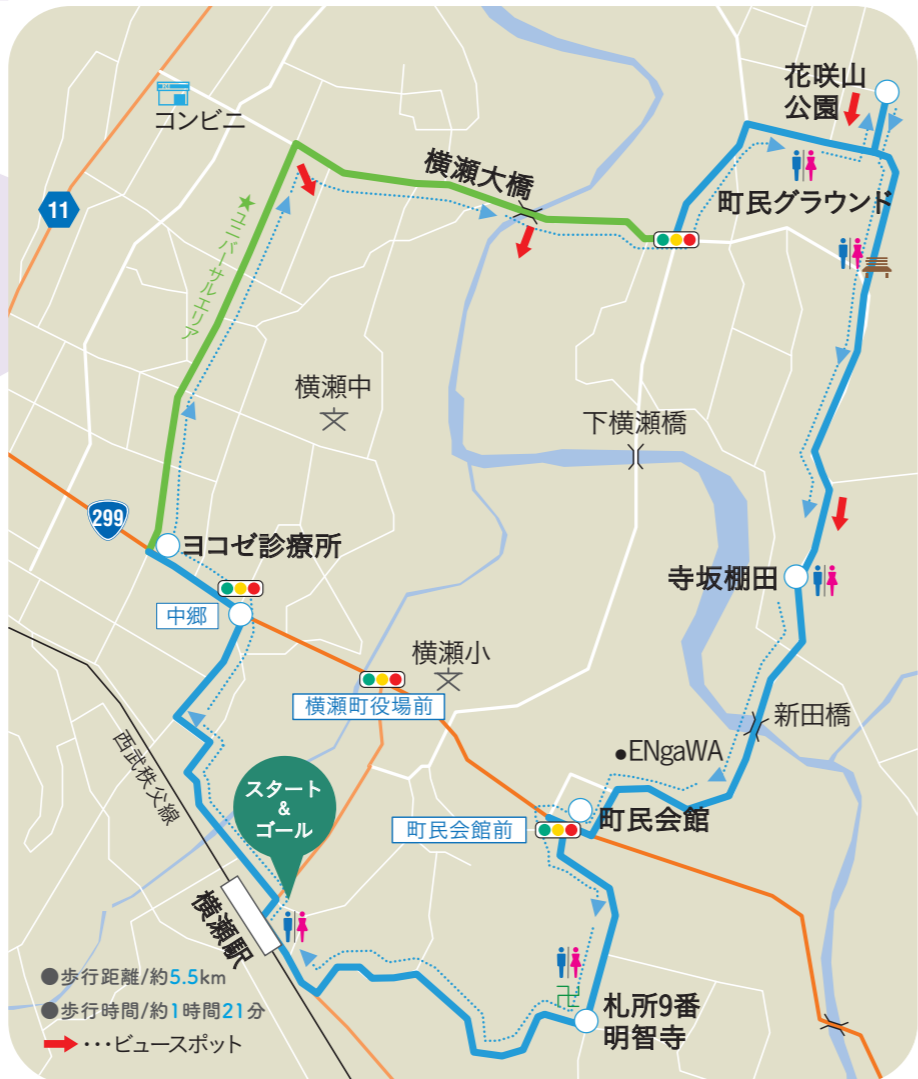 花咲山
公園
コンビニ
横瀬大橋
町民グラウンド
11
★ユニバーサルエリア
横瀬中
下横瀬橋
299
ヨコゼ診療所
寺坂棚田
中郷
横瀬小
横瀬町役場前
新田橋
西武秩父線
●ENgaWA
スタート
&
ゴール
町民会館
町民会館前
横瀬駅
卍
札所9番
明智寺
●歩行距離/約5.5km
●歩行時間/約1時間21分
・・・ビュースポット